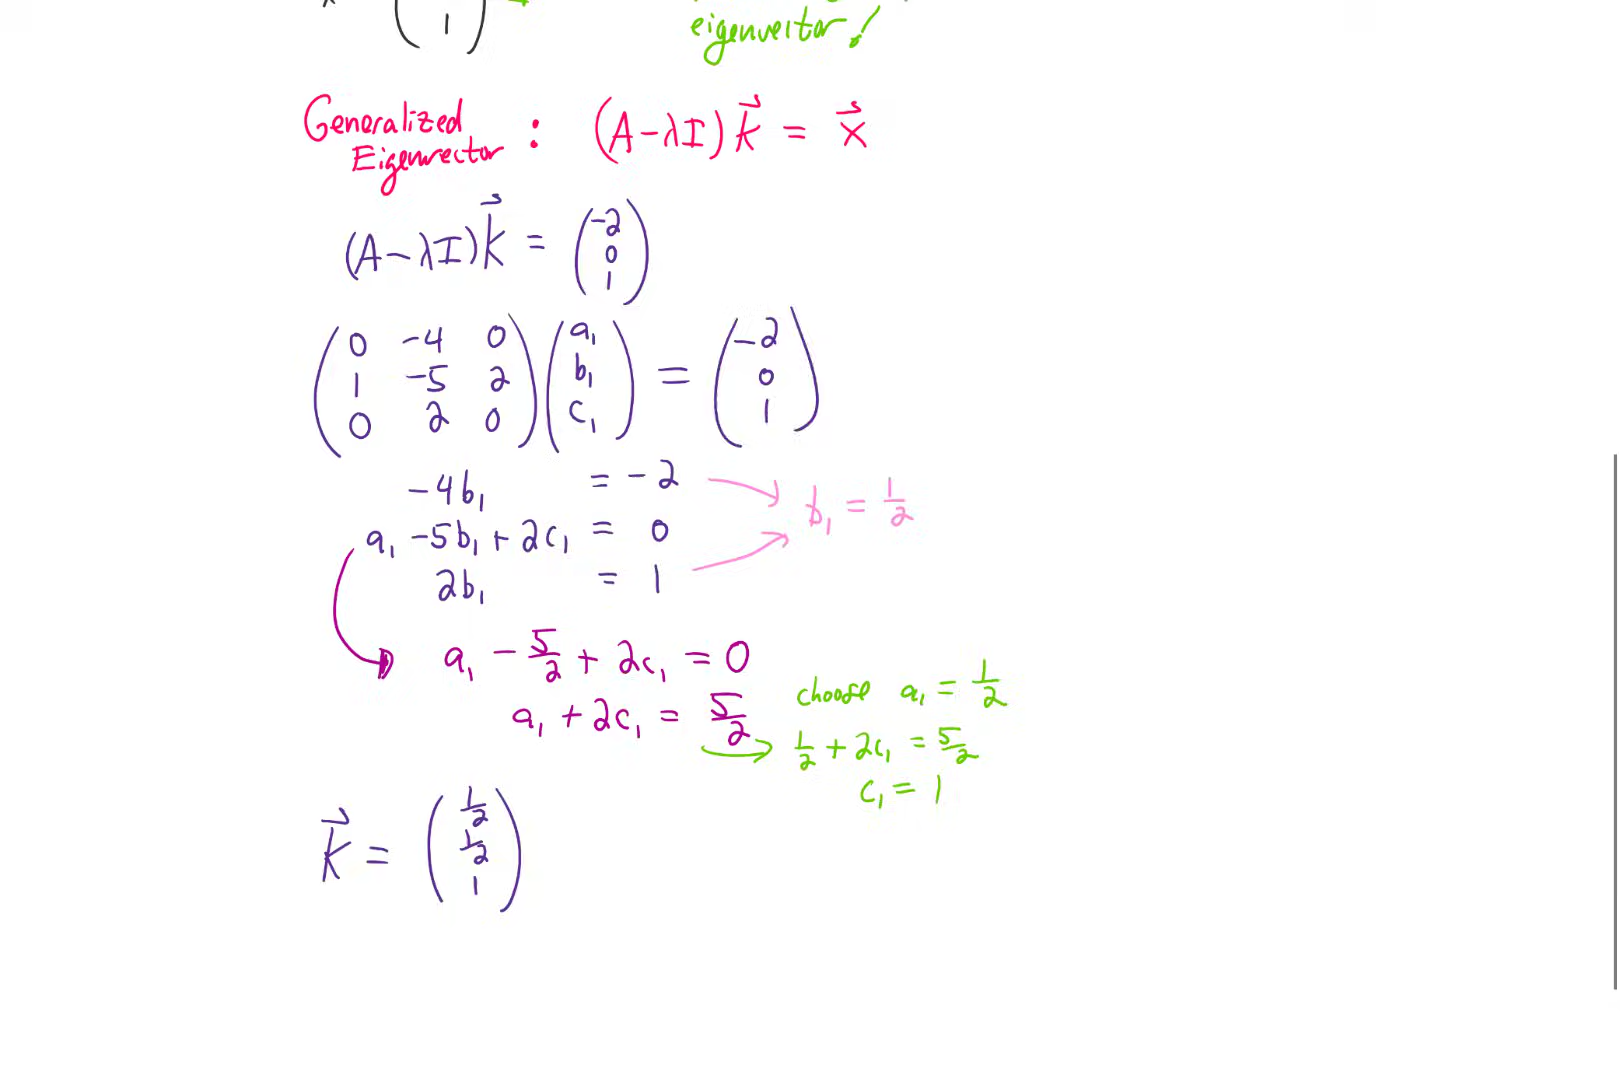 1
eigenvector!
Generalized Eigenvector : (A-λI)k⃗ = x⃗
(A-λI)k⃗ = (-2 0 1)
(0 -4 0
1 -5 2
0 2 0)(a₁ b₁ c₁) = (-2 0 1)
-4b₁ = -2
b₁ = 1/2
a₁ -5b₁ + 2c₁ = 0
2b₁ = 1
a₁ - 5/2 + 2c₁ = 0
a₁ + 2c₁ = 5/2
choose a₁ = 1/2
1/2 + 2c₁ = 5/2
c₁ = 1
k⃗ = (1/2 1/2 1)